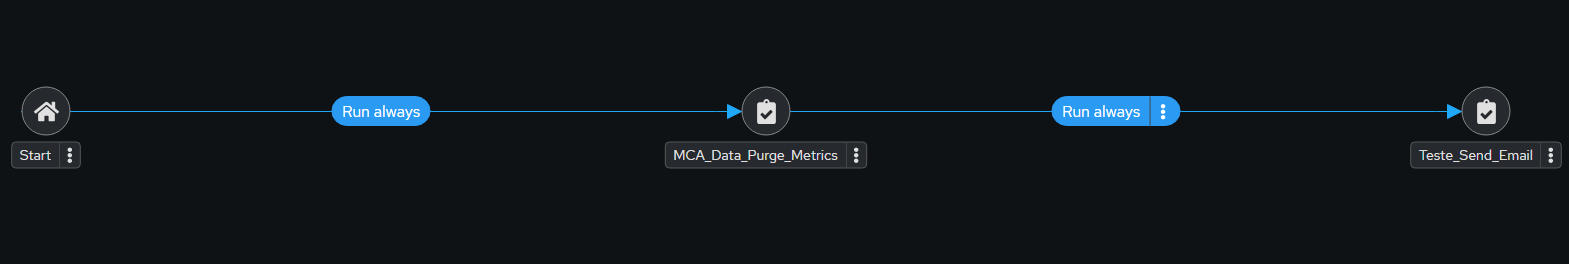 Run always
Run always
Start
MCA_Data_Purge_Metrics
Teste_Send_Email